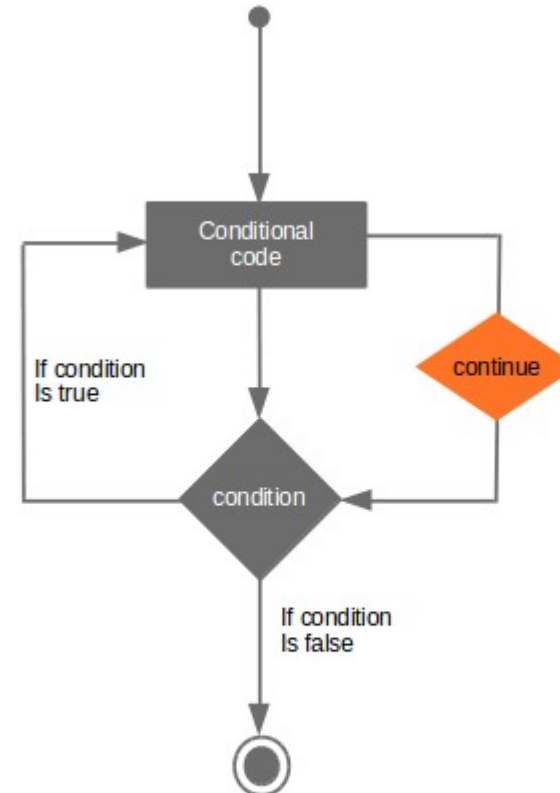 Conditional
code
continue
If condition
Is true
condition
If condition
Is false